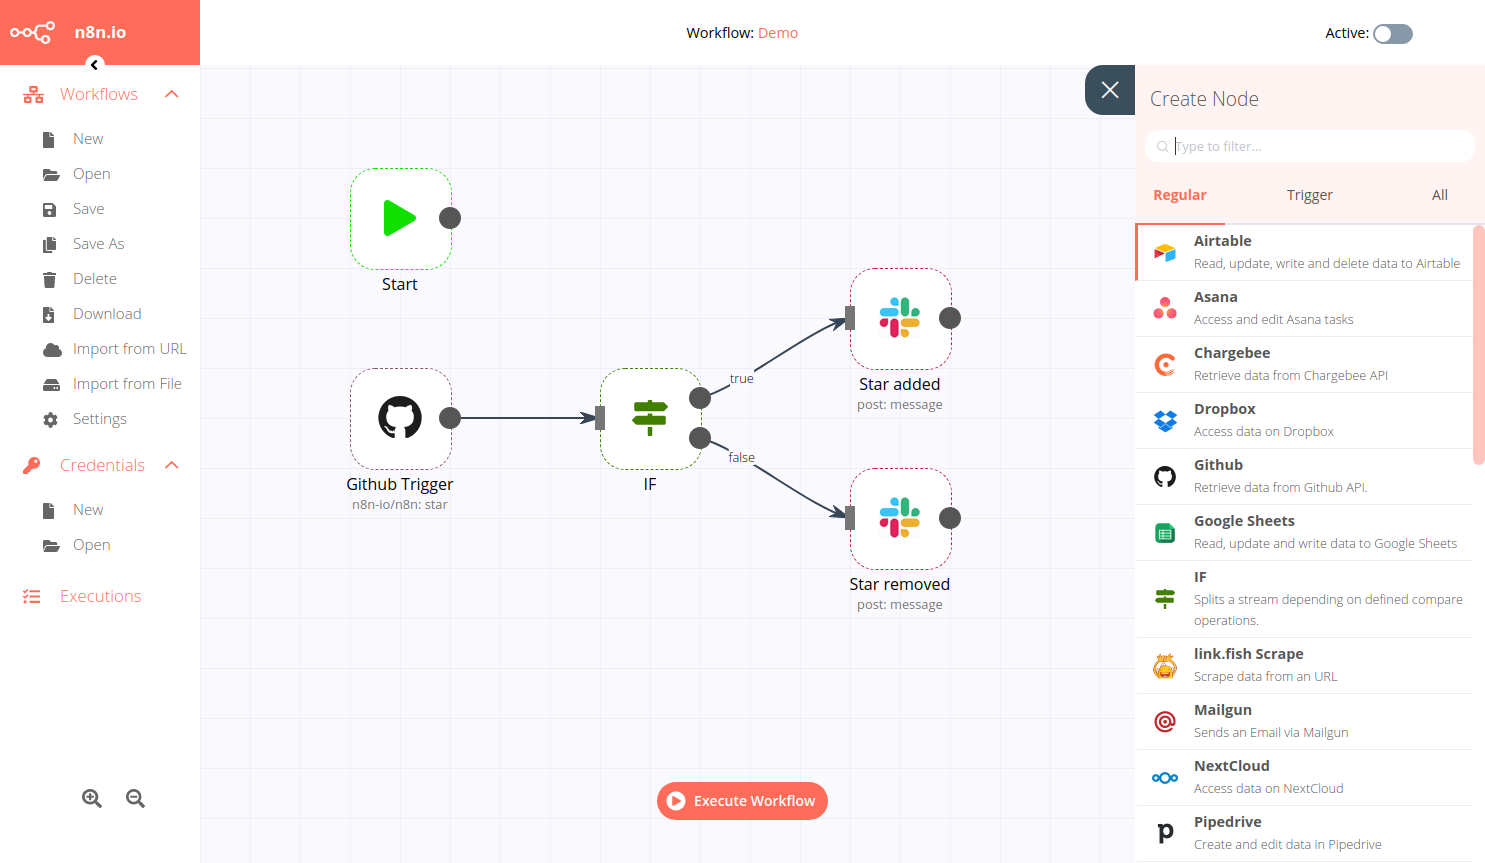 n8n.io
Workflow: Demo
Active:
Workflows
New
Open
Save
Save As
Delete
Download
Import from URL
Import from File
Settings
Credentials
New
Open
Executions
Start
Github Trigger
n8n-io/n8n: star
IF
true
false
Star added
post: message
Star removed
post: message
Execute Workflow
Create Node
Type to filter...
Regular Trigger All
Airtable
Read, update, write and delete data to Airtable
Asana
Access and edit Asana tasks
Chargebee
Retrieve data from Chargebee API
Dropbox
Access data on Dropbox
Github
Retrieve data from Github API.
Google Sheets
Read, update and write data to Google Sheets
IF
Splits a stream depending on defined compare
operations.
link.fish Scrape
Scrape data from an URL
Mailgun
Sends an Email via Mailgun
NextCloud
Access data on NextCloud
Pipedrive
Create and edit data in Pipedrive